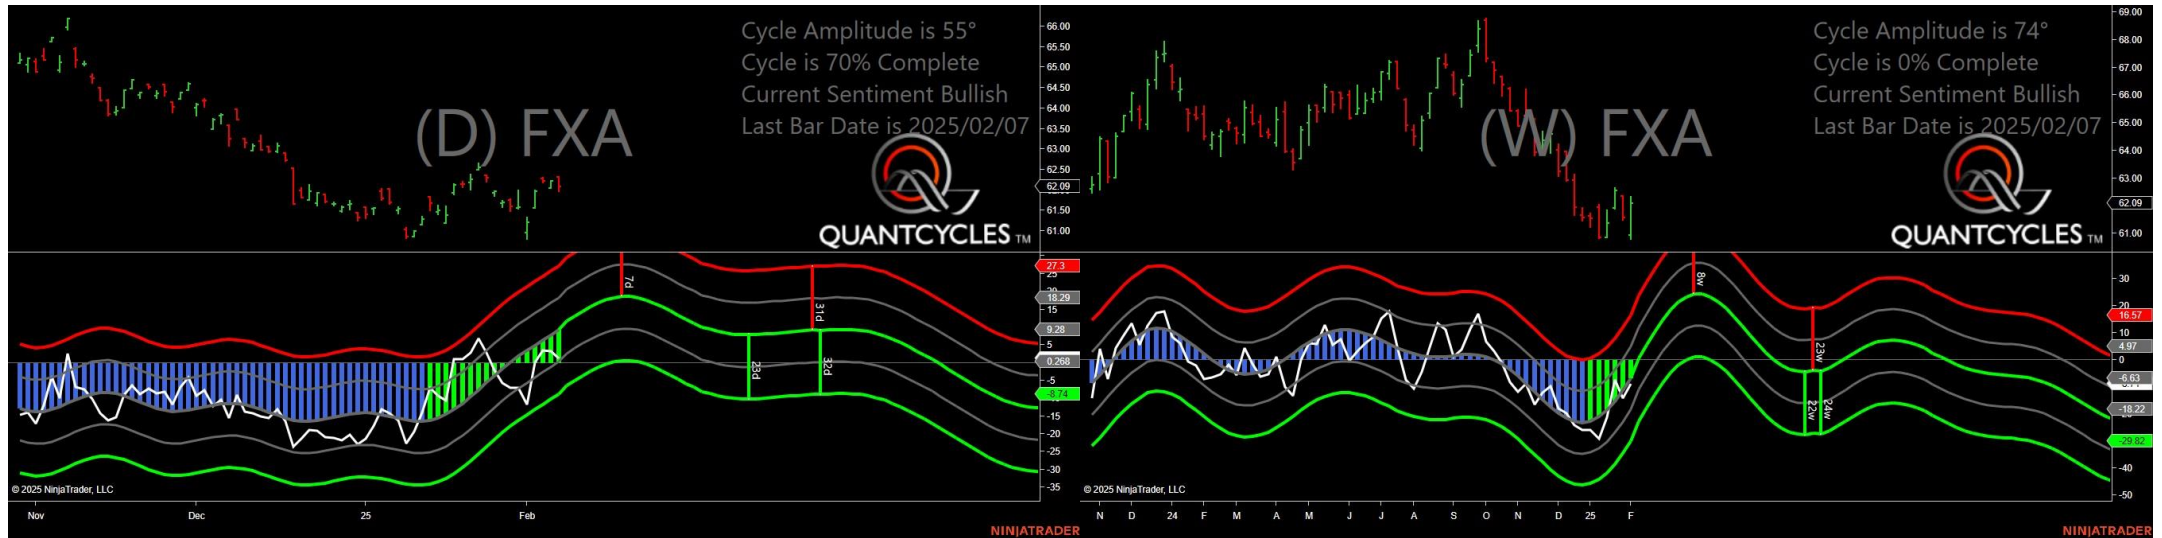 Cycle Amplitude is 55°
Cycle is 70% Complete
Current Sentiment Bullish
Last Bar Date is 2025/02/07
(D) FXA
QUANTCYCLES TM
66.00
65.50
65.00
64.50
64.00
63.50
63.00
62.50
62.09
61.50
61.00
7d
31d
23d
32d
27.3
25
18.29
15
9.28
5
0.268
-5
-8.74
-15
-20
-25
-30
-35
© 2025 NinjaTrader, LLC
Nov
Dec
25
Feb
NINJATRADER
Cycle Amplitude is 74°
Cycle is 0% Complete
Current Sentiment Bullish
Last Bar Date is 2025/02/07
(W) FXA
QUANTCYCLES TM
69.00
68.00
67.00
66.00
65.00
64.00
63.00
62.09
61.00
8w
23w
22w
24w
30
20
16.57
10
4.97
0
-6.63
-18.22
-29.82
-40
-50
© 2025 NinjaTrader, LLC
N D 24 F M A M J J A S O N D 25 F
NINJATRADER